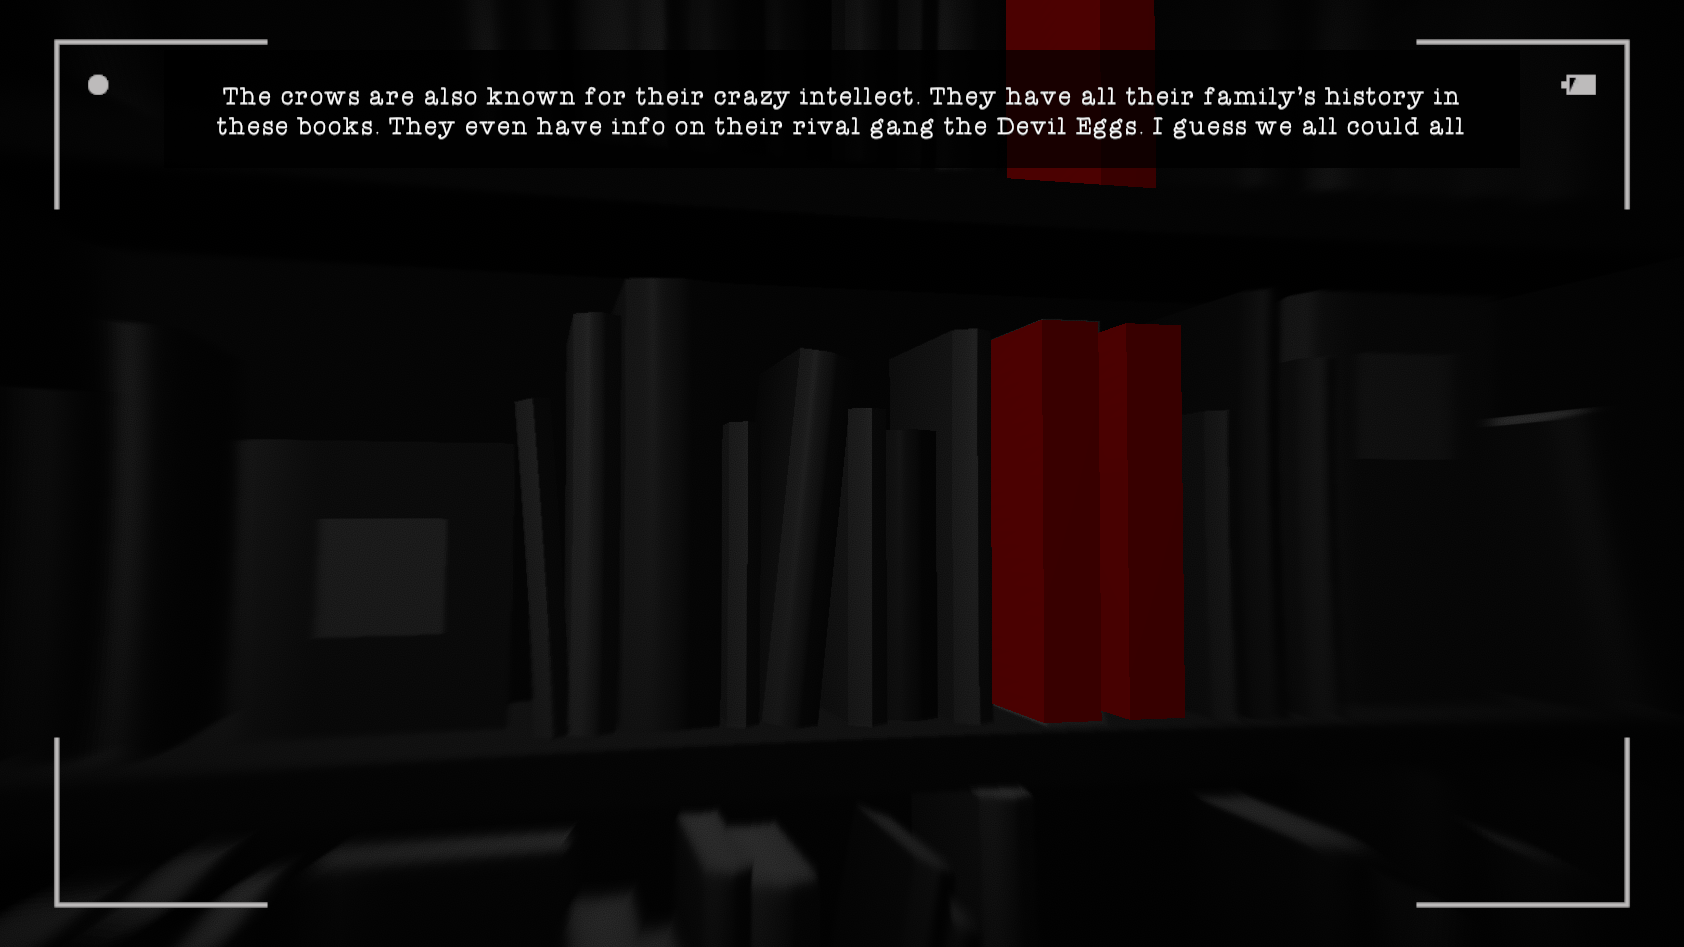 The crows are also known for their crazy intellect. They have all their family's history in
these books. They even have info on their rival gang the Devil Eggs. I guess we all could all